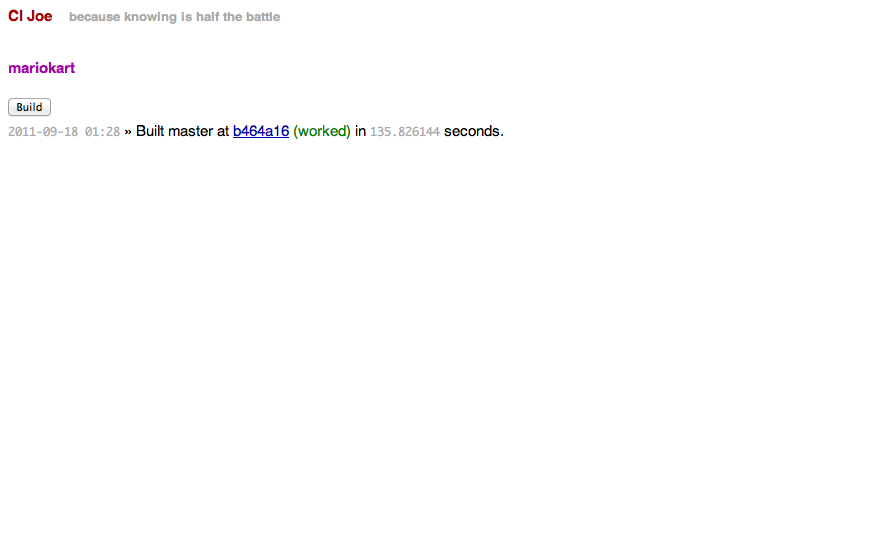 CI Joe because knowing is half the battle
mariokart
Build
2011-09-18 01:28 » Built master at b464a16 (worked) in 135.826144 seconds.